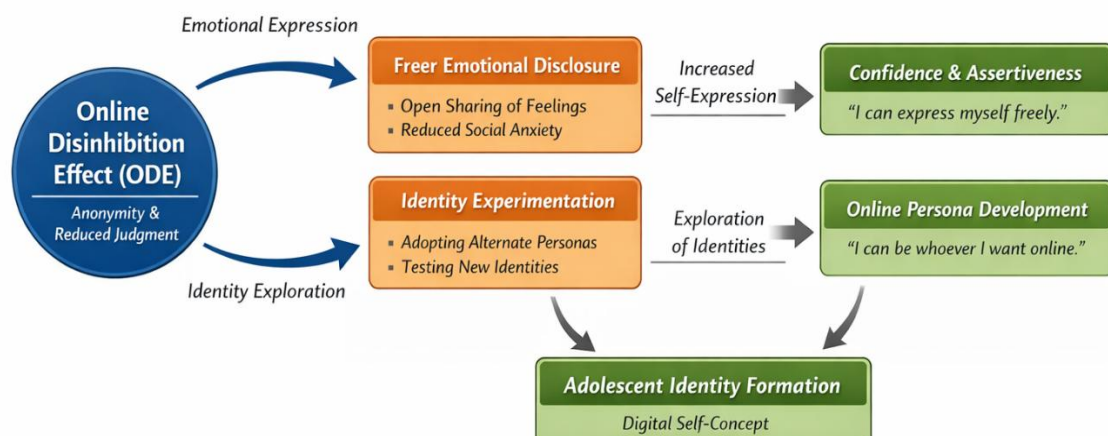 Emotional Expression
Online
Disinhibition
Effect (ODE)
Anonymity &
Reduced Judgment
Identity Exploration
Freer Emotional Disclosure
▪ Open Sharing of Feelings
▪ Reduced Social Anxiety
Increased
Self-Expression
Confidence & Assertiveness
“I can express myself freely.”
Identity Experimentation
▪ Adopting Alternate Personas
▪ Testing New Identities
Exploration
of Identities
Online Persona Development
“I can be whoever I want online.”
Adolescent Identity Formation
Digital Self-Concept